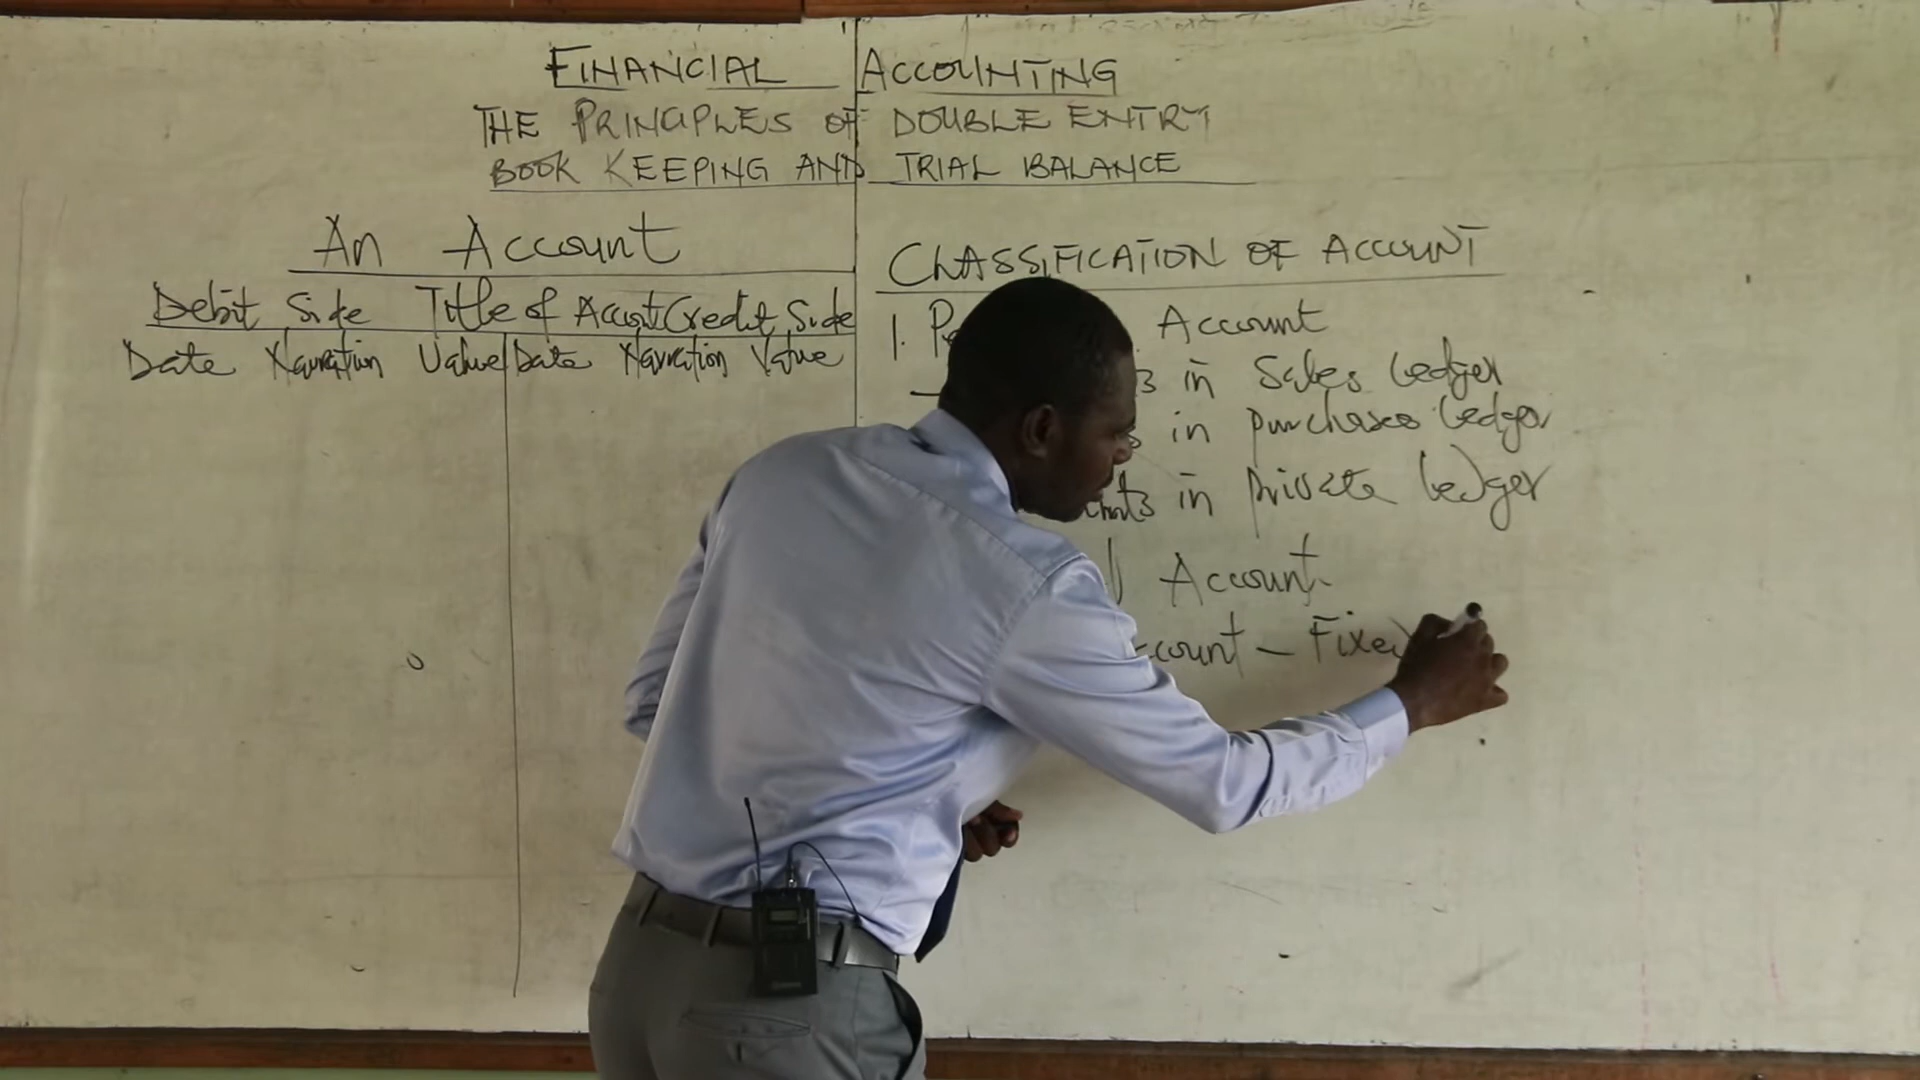 FINANCIAL ACCOUNTING
THE PRINCIPLES OF DOUBLE ENTRY
BOOK KEEPING AND TRIAL BALANCE
An Account
Debit Side Title of Accout Credit Side
Date Narration Value Date Narration Value
CLASSIFICATION OF ACCOUNT
1. Account
in Sales ledger
in purchases ledger
in private ledger
Account
Fixed